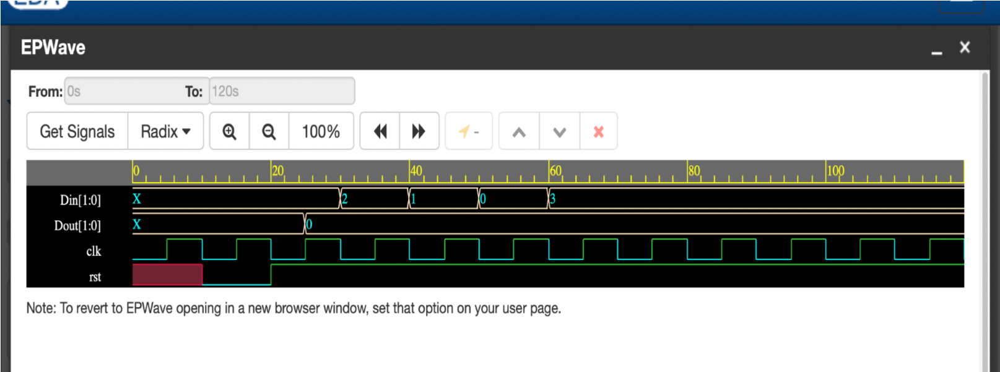 EPWave
From: 0s To: 120s
Get Signals Radix 100% -
0 20 40 60 80 100
Din[1:0] X 2 1 0 3
Dout[1:0] X 0
clk
rst
Note: To revert to EPWave opening in a new browser window, set that option on your user page.